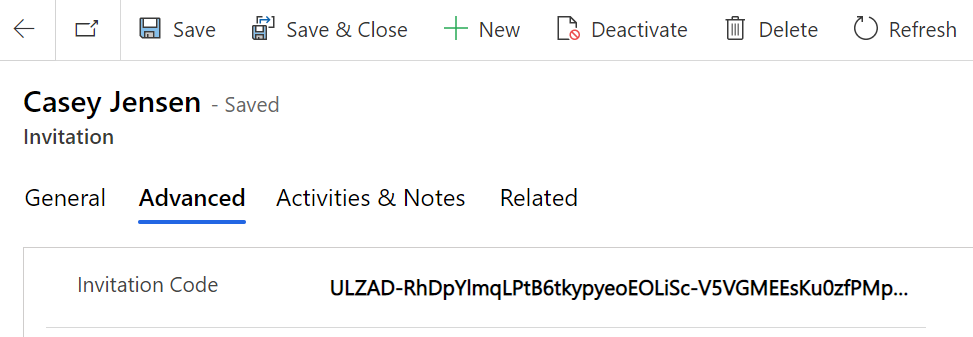 Save Save & Close New Deactivate Delete Refresh
Casey Jensen - Saved
Invitation
General Advanced Activities & Notes Related
Invitation Code ULZAD-RhDpYlmqLPtB6tkypyeoEOLiSc-V5VGMEEsKu0zfPMp...